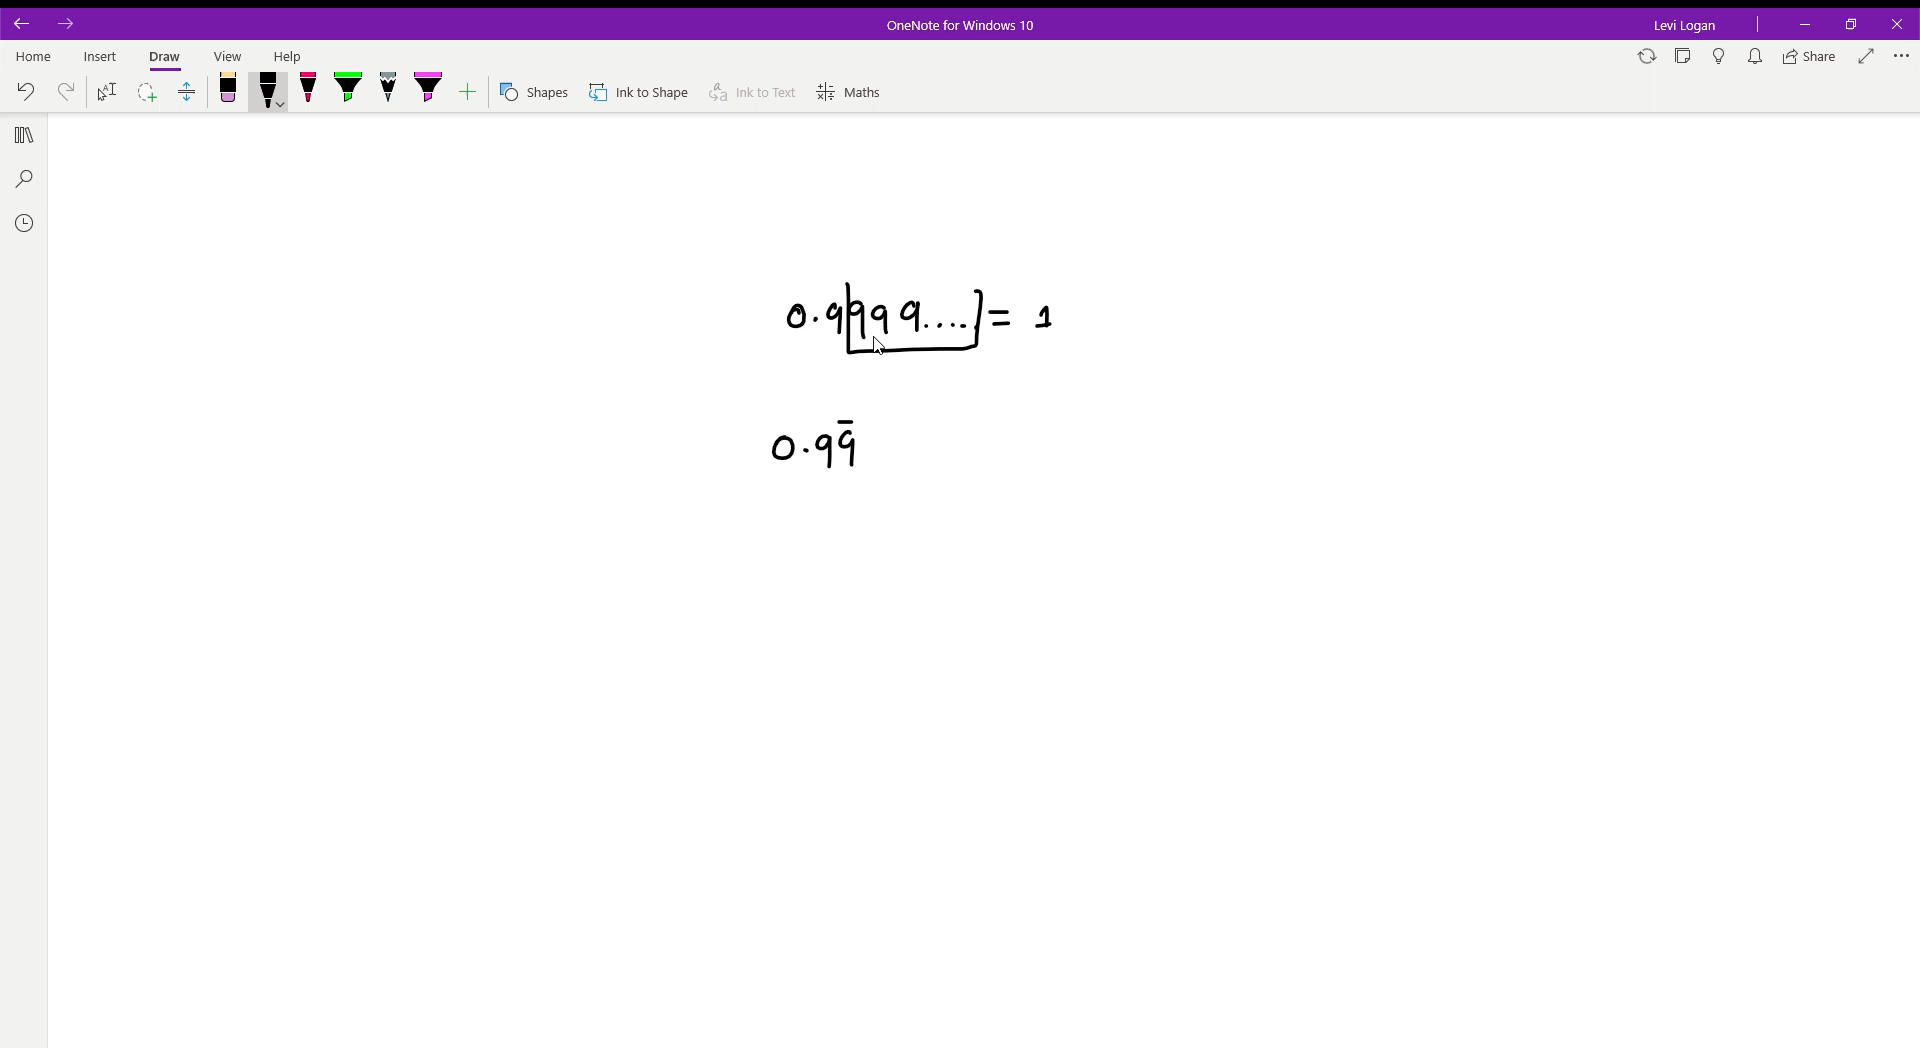 OneNote for Windows 10
Levi Logan
Home Insert Draw View Help
Share
Shapes Ink to Shape Ink to Text Maths
0.9999..... = 1
0.99̄